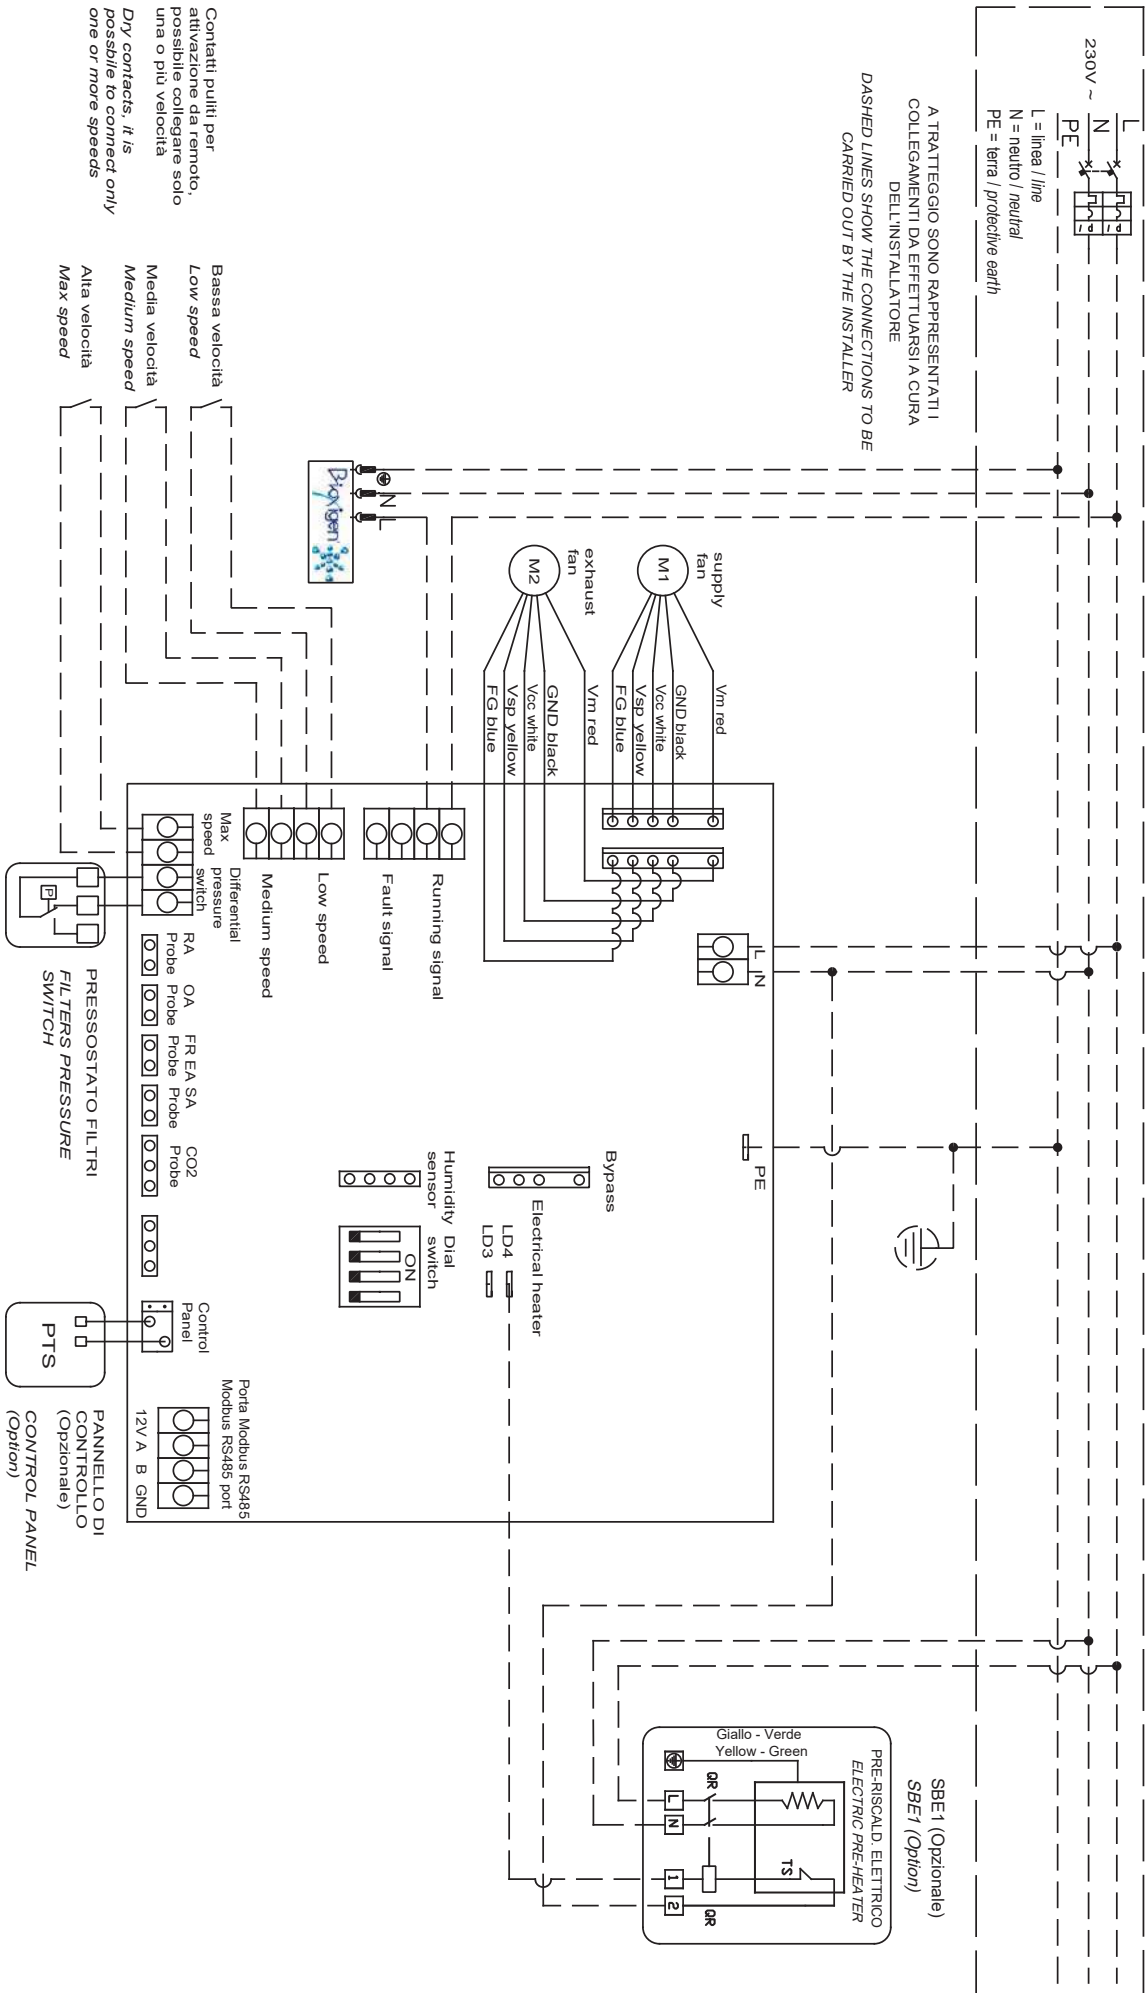 230V ~
L
N
PE
L = linea / line
N = neutro / neutral
PE = terra / protective earth
A TRATTEGGIO SONO RAPPRESENTATI I
COLLEGAMENTI DA EFFETTUARSI A CURA
DELL'INSTALLATORE
DASHED LINES SHOW THE CONNECTIONS TO BE
CARRIED OUT BY THE INSTALLER
Contatti puliti per
attivazione da remoto,
possibile collegare solo
una o più velocità
Dry contacts, it is
possbile to connect only
one or more speeds
Bassa velocità
Low speed
Media velocità
Medium speed
Alta velocità
Max speed
N
L
Bioxigen
supply
fan
M1
exhaust
fan
M2
Vm red
GND black
Vcc white
Vsp yellow
FG blue
Vm red
GND black
Vcc white
Vsp yellow
FG blue
L
N
PE
Running signal
Fault signal
Low speed
Medium speed
Max
speed
Differential
pressure
switch
P
PRESSOSTATO FILTRI
FILTERS PRESSURE
SWITCH
RA
Probe
OA
Probe
FR EA SA
Probe Probe
CO2
Probe
Bypass
Electrical heater
LD4
LD3
Humidity
sensor
Dial
switch
ON
Control
Panel
PTS
PANNELLO DI
CONTROLLO
(Opzionale)
CONTROL PANEL
(Option)
Porta Modbus RS485
Modbus RS485 port
12V A B GND
SBE1 (Opzionale)
SBE1 (Option)
PRE-RISCALD. ELETTRICO
ELECTRIC PRE-HEATER
Giallo - Verde
Yellow - Green
QR
TS
L
N
1
2
QR